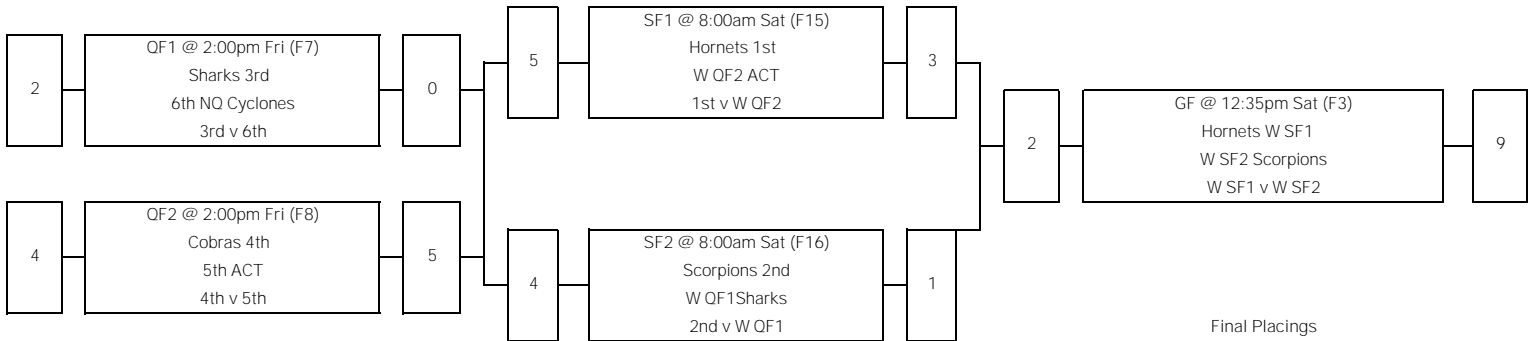 2
QF1 @ 2:00pm Fri (F7)
Sharks 3rd
6th NQ Cyclones
3rd v 6th
0
4
QF2 @ 2:00pm Fri (F8)
Cobras 4th
5th ACT
4th v 5th
5
5
SF1 @ 8:00am Sat (F15)
Hornets 1st
W QF2 ACT
1st v W QF2
3
4
SF2 @ 8:00am Sat (F16)
Scorpions 2nd
W QF1Sharks
2nd v W QF1
1
2
GF @ 12:35pm Sat (F3)
Hornets W SF1
W SF2 Scorpions
W SF1 v W SF2
9
Final Placings